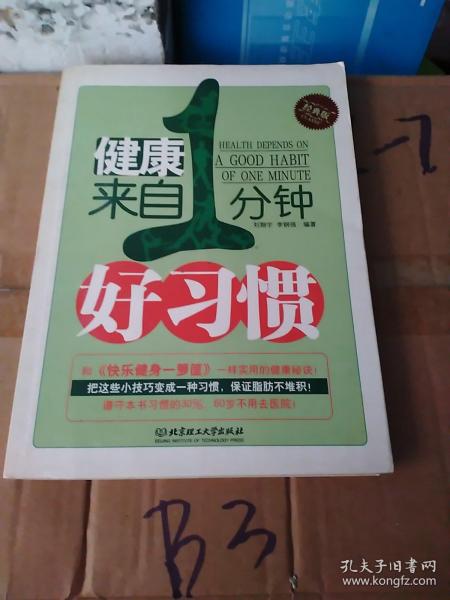 经典版
健康
来自1分钟
HEALTH DEPENDS ON
A GOOD HABIT
OF ONE MINUTE
李钢强 编著
好习惯
和《快乐健身一箩筐》一样实用的健康秘诀!
把这些小技巧变成一种习惯,保证脂肪不堆积!
遵守本书习惯的30%,60岁不用去医院!
北京理工大学出版社
BEIJING INSTITUTE OF TECHNOLOGY PRESS
B3
孔夫子旧书网
www.kongfz.com